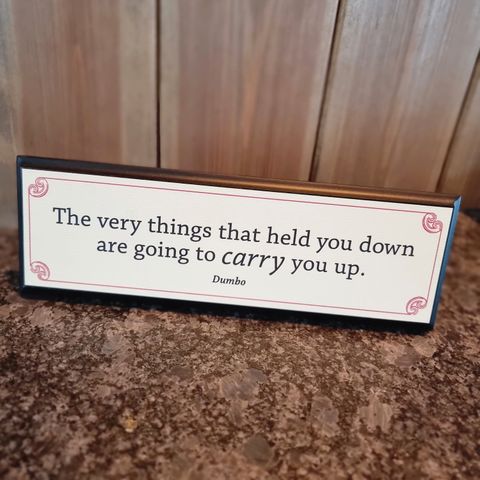 The very things that held you down
are going to carry you up.
Dumbo